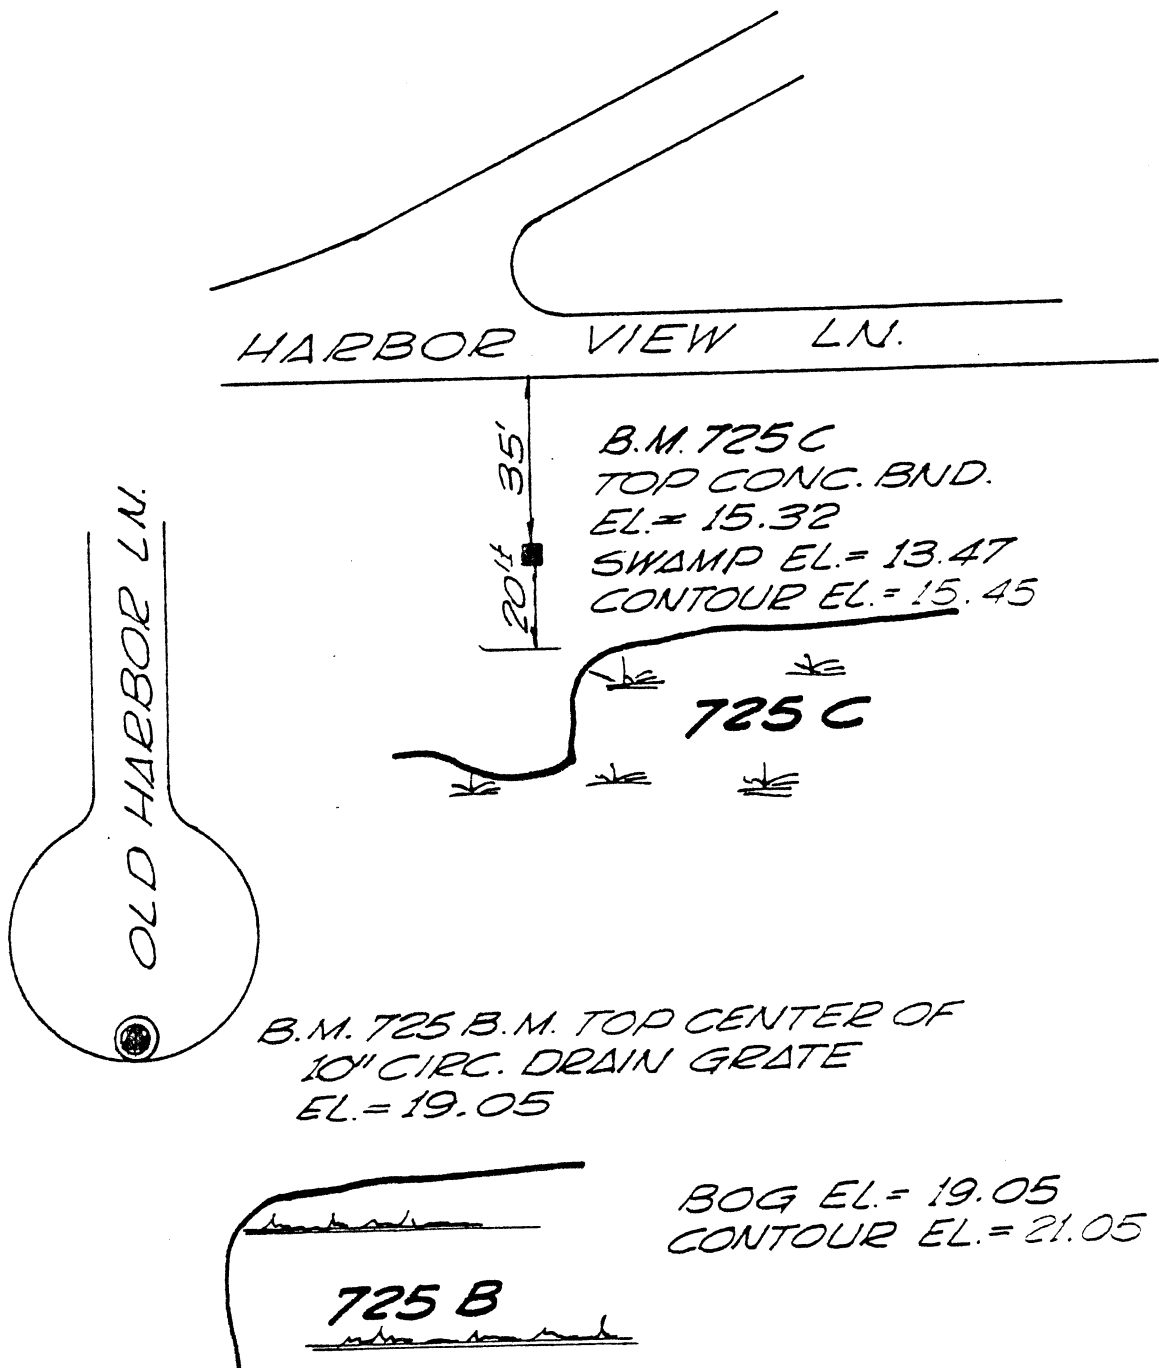 HARBOR VIEW LN.
35'
B.M. 725 C
TOP CONC. BND.
EL.= 15.32
20'±
SWAMP EL.= 13.47
CONTOUR EL.= 15.45
725 C
OLD HARBOR LN.
B.M. 725 B.M. TOP CENTER OF
10" CIRC. DRAIN GRATE
EL.= 19.05
BOG EL.= 19.05
CONTOUR EL.= 21.05
725 B